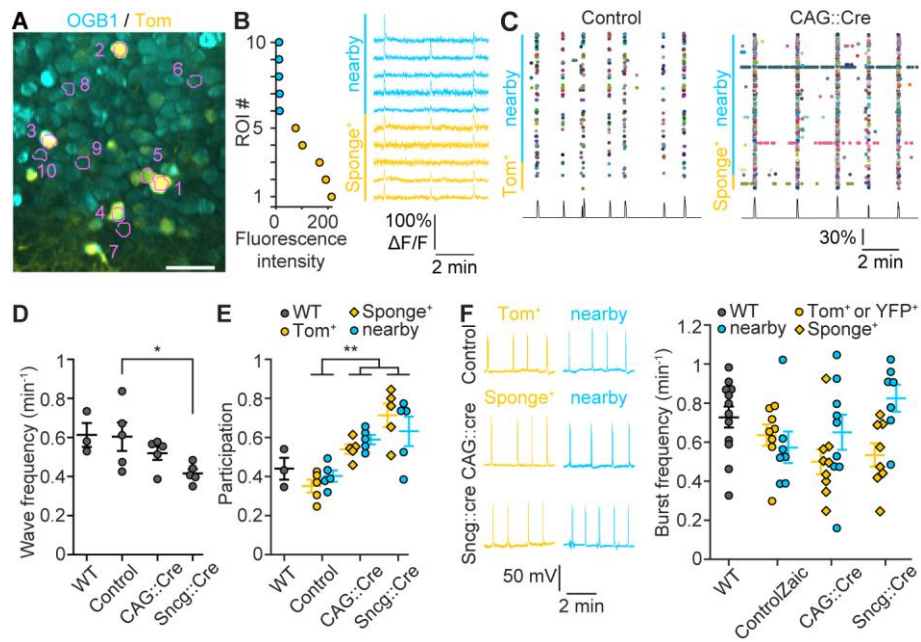 A
OGB1 / Tom
2
8
6
3
10
9
5
1
4
7
B
10
5
1
ROI #
0
200
Fluorescence
intensity
nearby
Sponge+
100%
ΔF/F
2 min
C
Control
CAG::Cre
nearby
Tom+
nearby
Sponge+
30%
2 min
D
Wave frequency (min⁻¹)
1
0.8
0.6
0.4
0.2
0
*
WT
Control
CAG::Cre
Sncg::Cre
E
WT
Sponge+
Tom+
nearby
Participation
1
0.8
0.6
0.4
0.2
0
**
WT
Control
CAG::Cre
Sncg::Cre
F
Tom+
nearby
Control
Sponge+
nearby
CAG::cre
Sncg::cre
50 mV
2 min
WT
Tom+ or YFP+
nearby
Sponge+
Burst frequency (min⁻¹)
1.2
1
0.8
0.6
0.4
0.2
0
WT
ControlZaic
CAG::Cre
Sncg::Cre